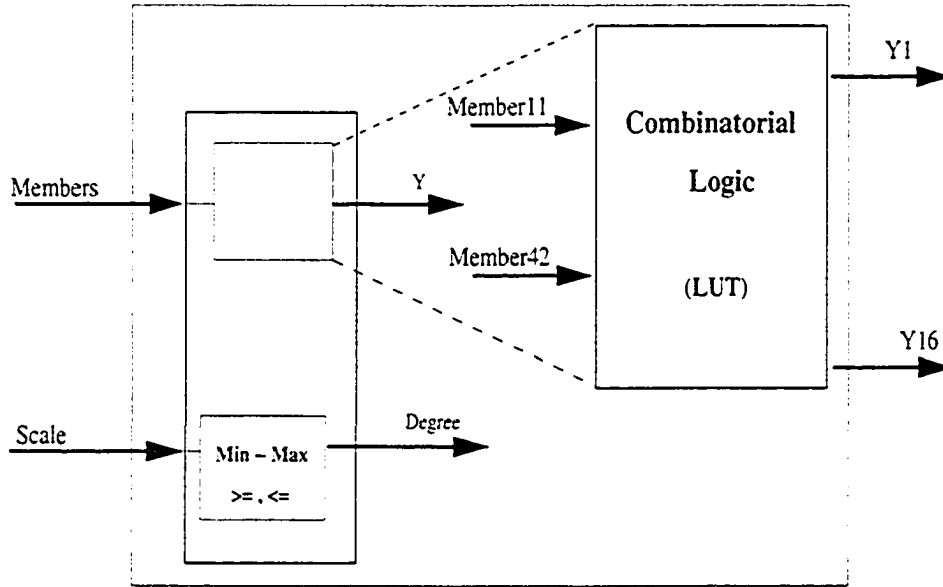 Y1
Member11
Combinatorial
Logic
Members
Y
Member42
(LUT)
Y16
Scale
Degree
Min - Max
>= , <=